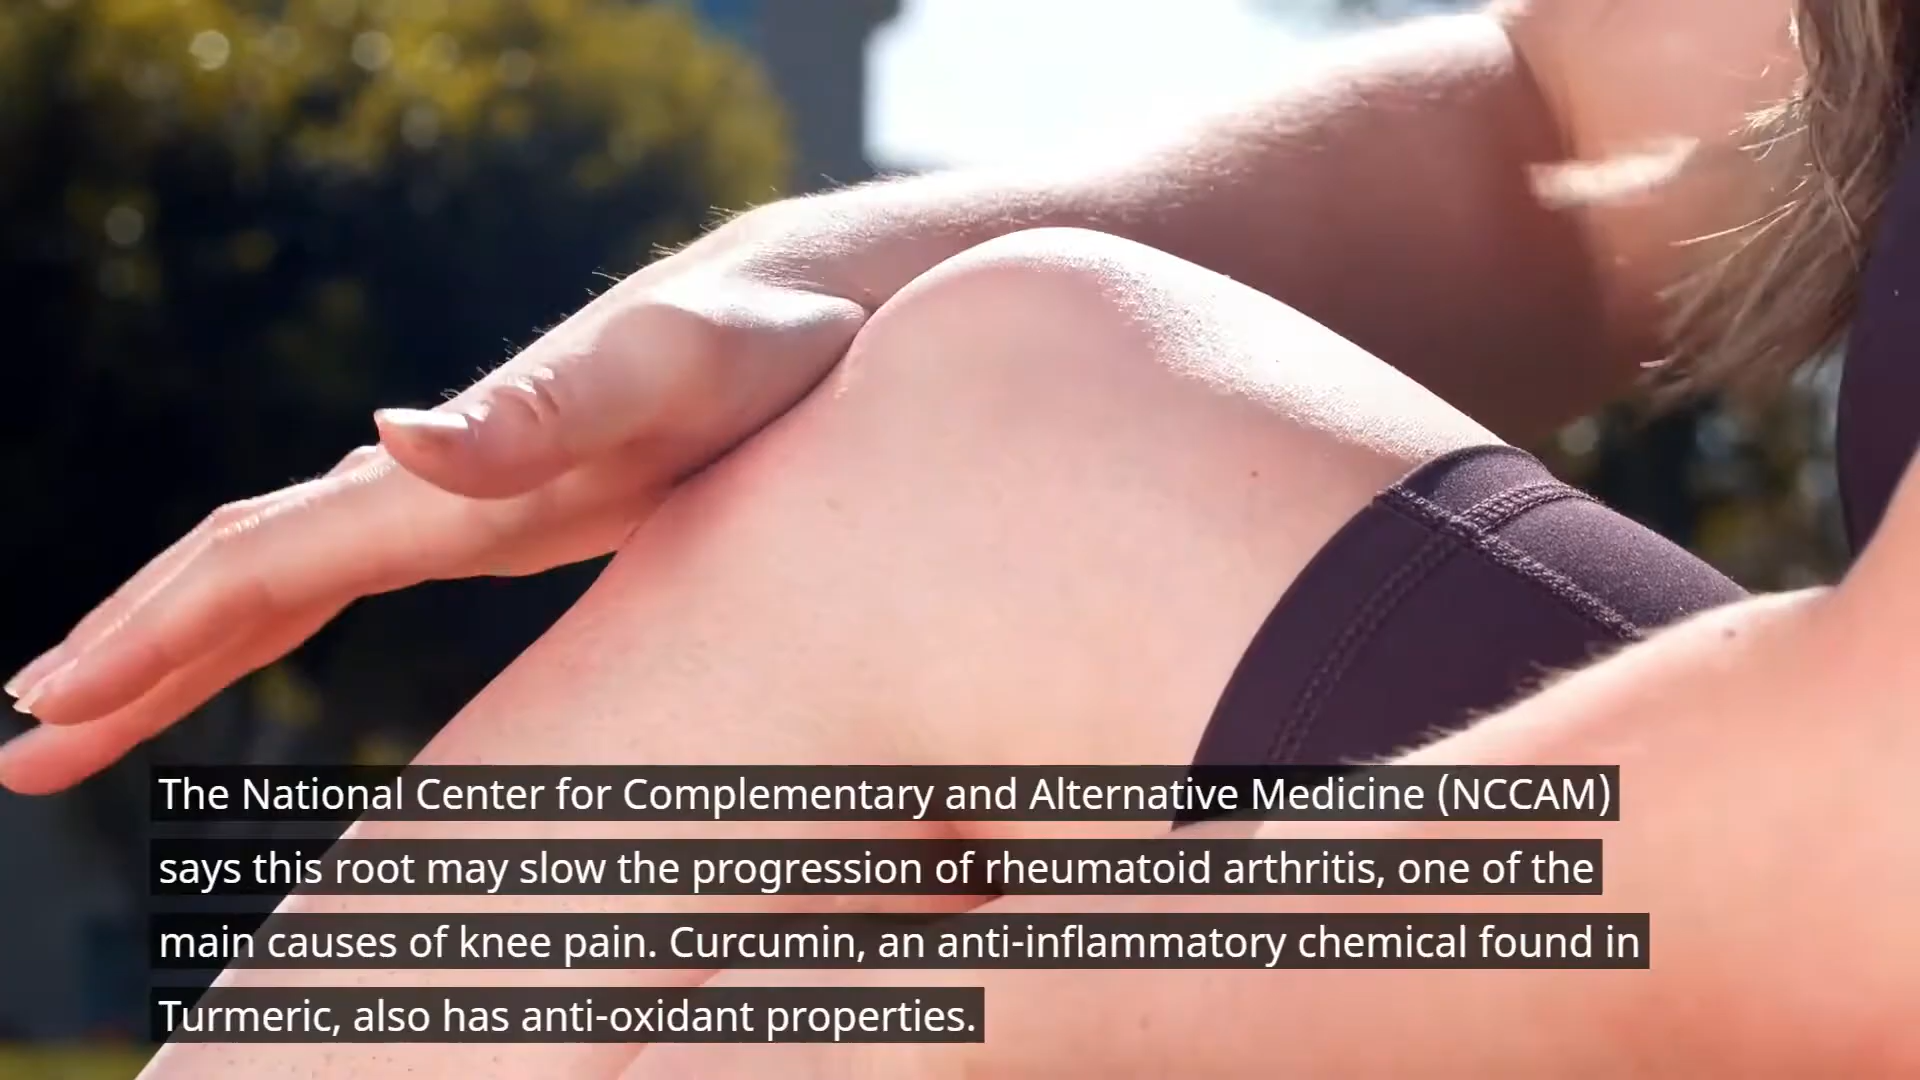 The National Center for Complementary and Alternative Medicine (NCCAM)
says this root may slow the progression of rheumatoid arthritis, one of the
main causes of knee pain. Curcumin, an anti-inflammatory chemical found in
Turmeric, also has anti-oxidant properties.